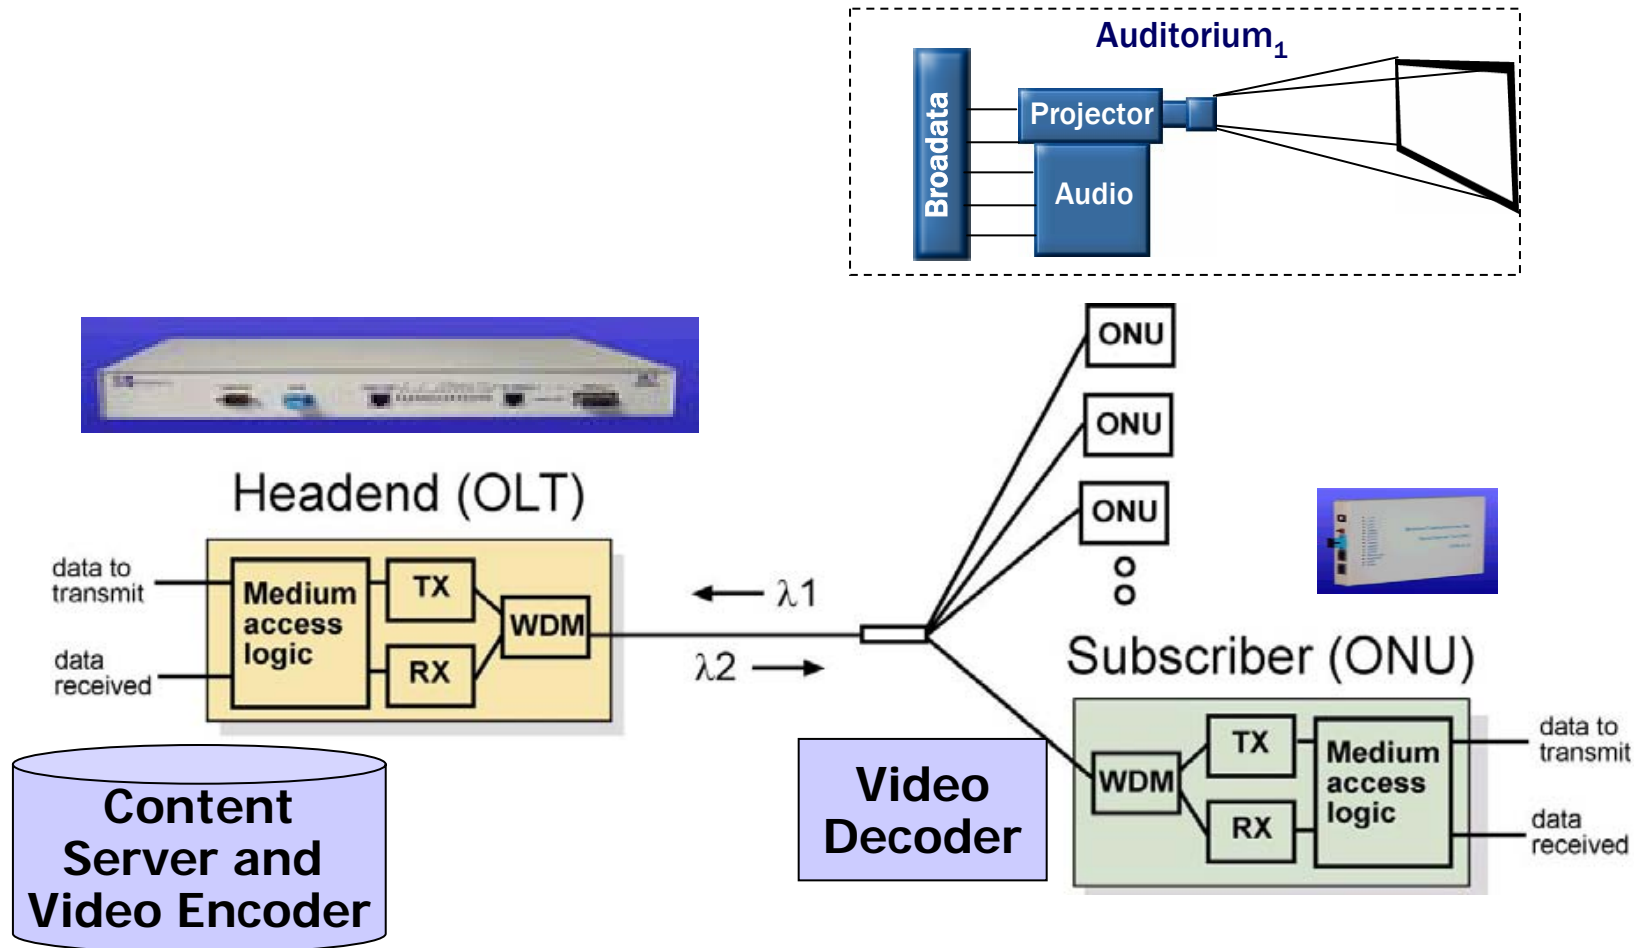 Auditorium1
Broadata
Projector
Audio
ONU
ONU
ONU
Headend (OLT)
data to
transmit
data
received
Medium
access
logic
TX
RX
WDM
← λ1
λ2 →
Subscriber (ONU)
WDM
TX
RX
Medium
access
logic
data to
transmit
data
received
Content
Server and
Video Encoder
Video
Decoder